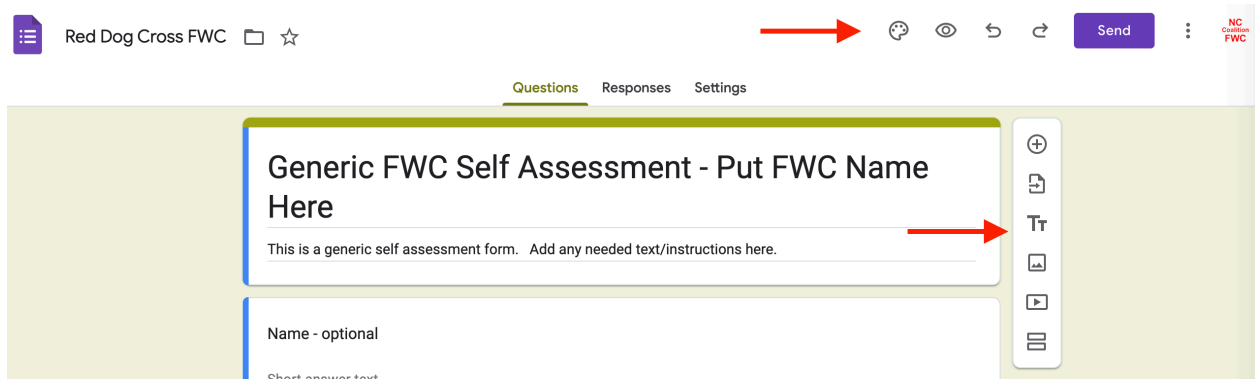 Red Dog Cross FWC
Send
NC
Coalition
FWC
Questions Responses Settings
Generic FWC Self Assessment - Put FWC Name
Here
This is a generic self assessment form. Add any needed text/instructions here.
Tт
Name - optional
Short answer text